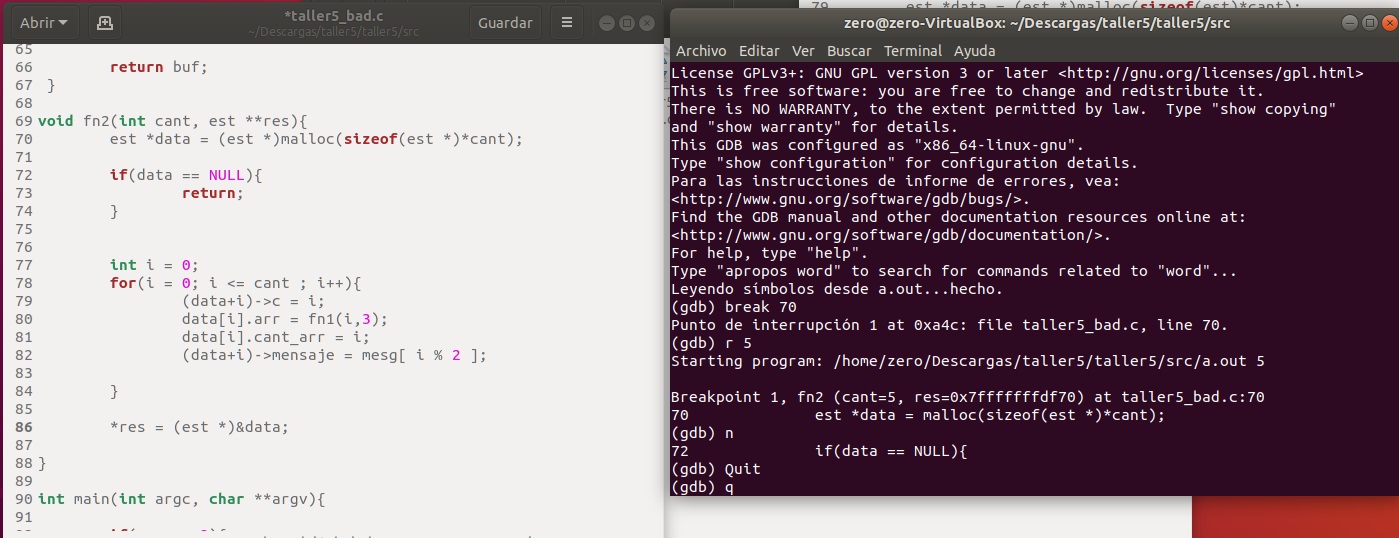 Abrir
*taller5_bad.c
~/Descargas/taller5/taller5/src
Guardar
65
66 return buf;
67 }
68
69 void fn2(int cant, est **res){
70 est *data = (est *)malloc(sizeof(est *)*cant);
71
72 if(data == NULL){
73 return;
74 }
75
76
77 int i = 0;
78 for(i = 0; i <= cant ; i++){
79 (data+i)->c = i;
80 data[i].arr = fn1(i,3);
81 data[i].cant_arr = i;
82 (data+i)->mensaje = mesg[ i % 2 ];
83
84 }
85
86 *res = (est *)&data;
87
88 }
89
90 int main(int argc, char **argv){
91
79 est *data = (est *)malloc(sizeof(est)*cant);
zero@zero-VirtualBox: ~/Descargas/taller5/taller5/src
Archivo Editar Ver Buscar Terminal Ayuda
License GPLv3+: GNU GPL version 3 or later <http://gnu.org/licenses/gpl.html>
This is free software: you are free to change and redistribute it.
There is NO WARRANTY, to the extent permitted by law.  Type "show copying"
and "show warranty" for details.
This GDB was configured as "x86_64-linux-gnu".
Type "show configuration" for configuration details.
Para las instrucciones de informe de errores, vea:
<http://www.gnu.org/software/gdb/bugs/>.
Find the GDB manual and other documentation resources online at:
<http://www.gnu.org/software/gdb/documentation/>.
For help, type "help".
Type "apropos word" to search for commands related to "word"...
Leyendo símbolos desde a.out...hecho.
(gdb) break 70
Punto de interrupción 1 at 0xa4c: file taller5_bad.c, line 70.
(gdb) r 5
Starting program: /home/zero/Descargas/taller5/taller5/src/a.out 5
Breakpoint 1, fn2 (cant=5, res=0x7fffffffdf70) at taller5_bad.c:70
70 est *data = malloc(sizeof(est *)*cant);
(gdb) n
72 if(data == NULL){
(gdb) Quit
(gdb) q